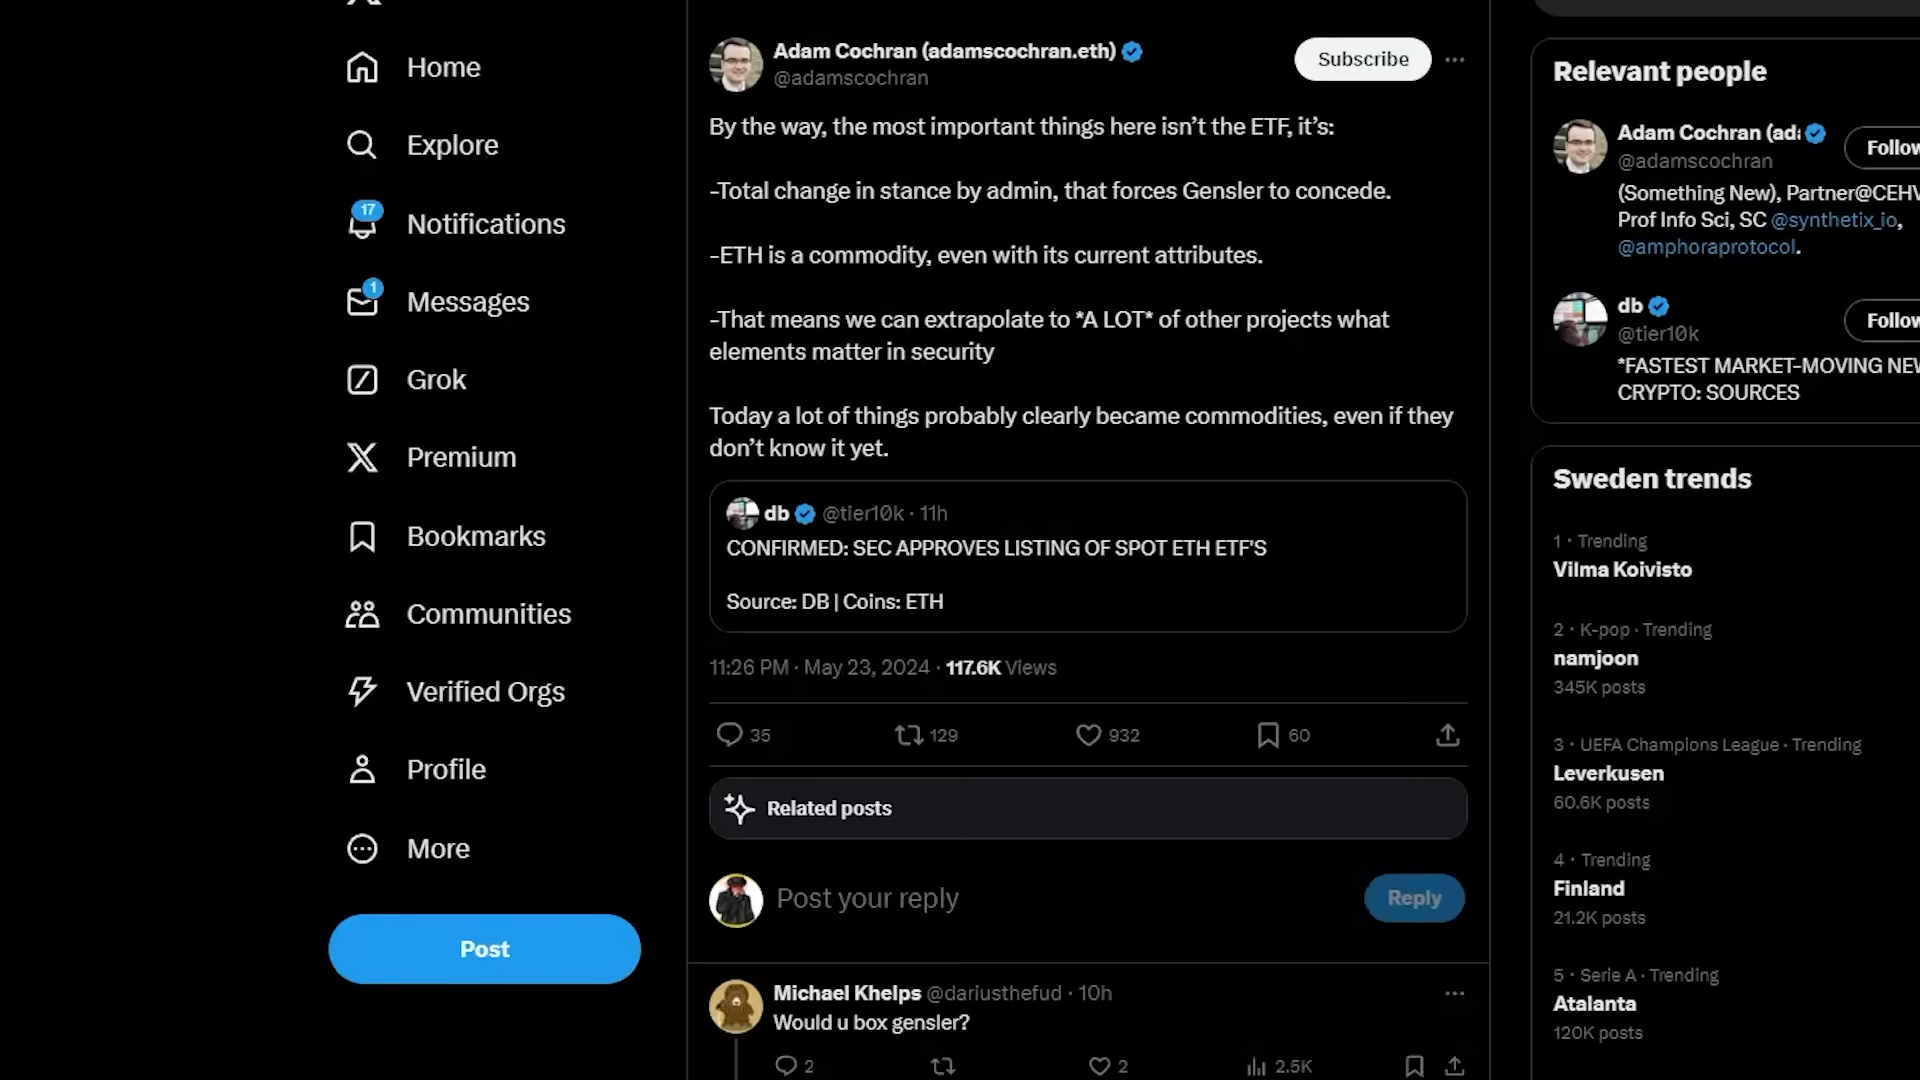 Home
Explore
17
Notifications
1
Messages
Grok
Premium
Bookmarks
Communities
Verified Orgs
Profile
More
Post
Adam Cochran (adamscochran.eth)
@adamscochran
Subscribe
By the way, the most important things here isn’t the ETF, it’s:
-Total change in stance by admin, that forces Gensler to concede.
-ETH is a commodity, even with its current attributes.
-That means we can extrapolate to *A LOT* of other projects what
elements matter in security
Today a lot of things probably clearly became commodities, even if they
don’t know it yet.
db @tier10k · 11h
CONFIRMED: SEC APPROVES LISTING OF SPOT ETH ETF'S
Source: DB | Coins: ETH
11:26 PM · May 23, 2024 · 117.6K Views
35 129 932 60
Related posts
Post your reply
Reply
Michael Khelps @dariusthefud · 10h
Would u box gensler?
2 2 2.5K
Relevant people
Adam Cochran (ad
@adamscochran
Follow
(Something New), Partner@CEHV
Prof Info Sci, SC @synthetix_io,
@amphoraprotocol.
db
@tier10k
Follow
*FASTEST MARKET-MOVING NEW
CRYPTO: SOURCES
Sweden trends
1 · Trending
Vilma Koivisto
2 · K-pop · Trending
namjoon
345K posts
3 · UEFA Champions League · Trending
Leverkusen
60.6K posts
4 · Trending
Finland
21.2K posts
5 · Serie A · Trending
Atalanta
120K posts